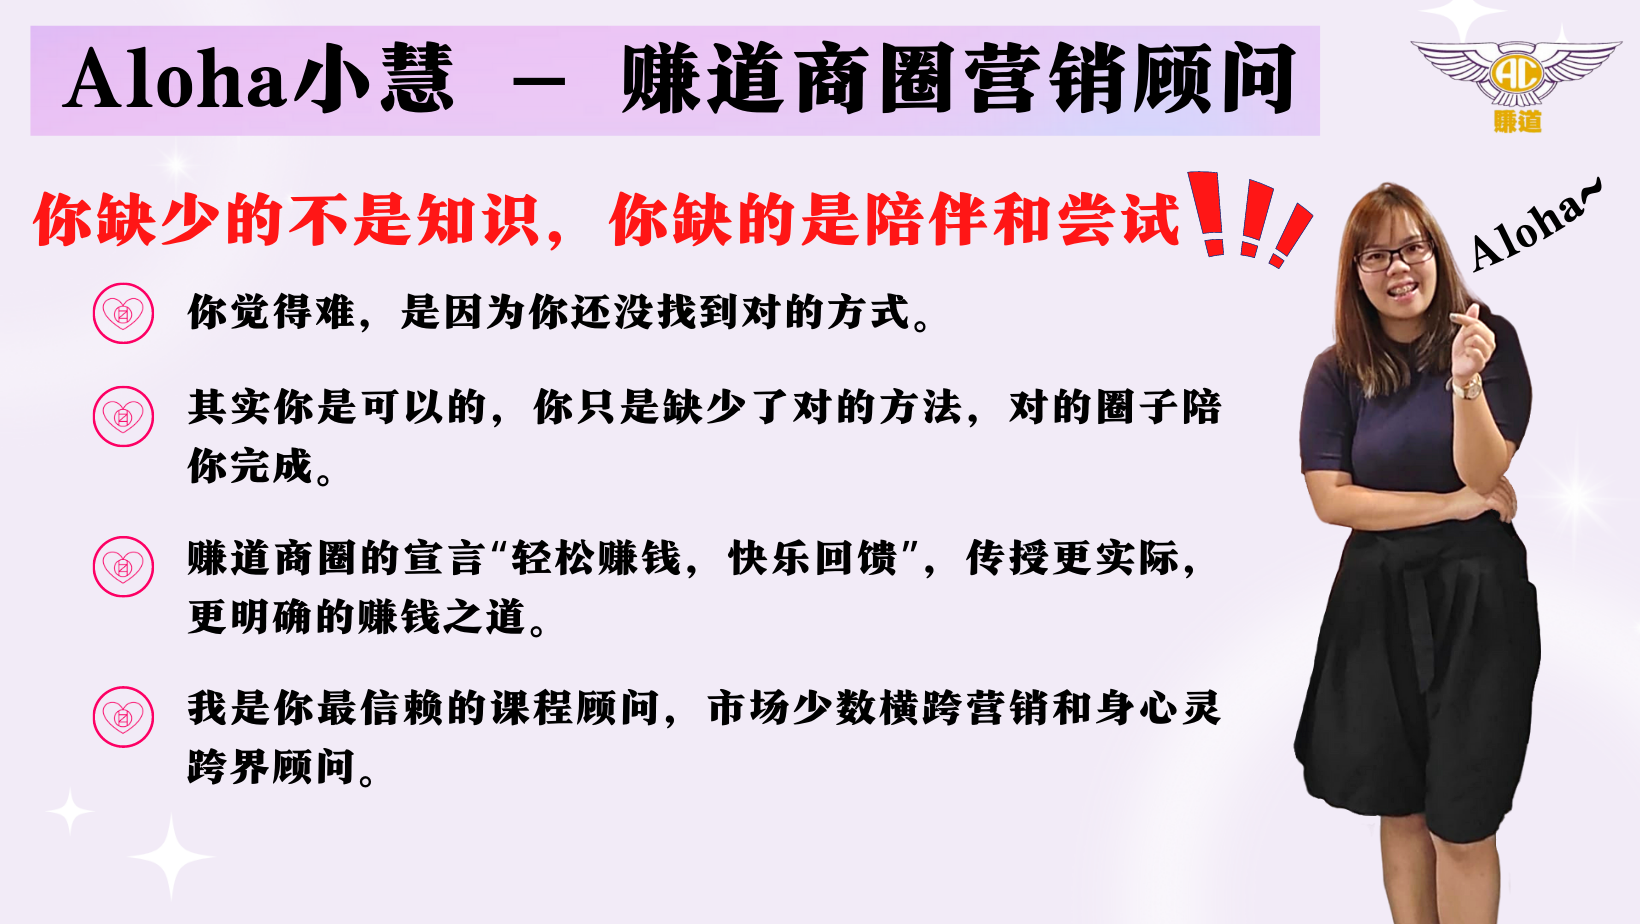 Aloha小慧 – 赚道商圈营销顾问
AC
赚道
Aloha~
你缺少的不是知识，你缺的是陪伴和尝试!!!
你觉得难，是因为你还没找到对的方式。
其实你是可以的，你只是缺少了对的方法，对的圈子陪
你完成。
赚道商圈的宣言“轻松赚钱，快乐回馈”，传授更实际，
更明确的赚钱之道。
我是你最信赖的课程顾问，市场少数横跨营销和身心灵
跨界顾问。